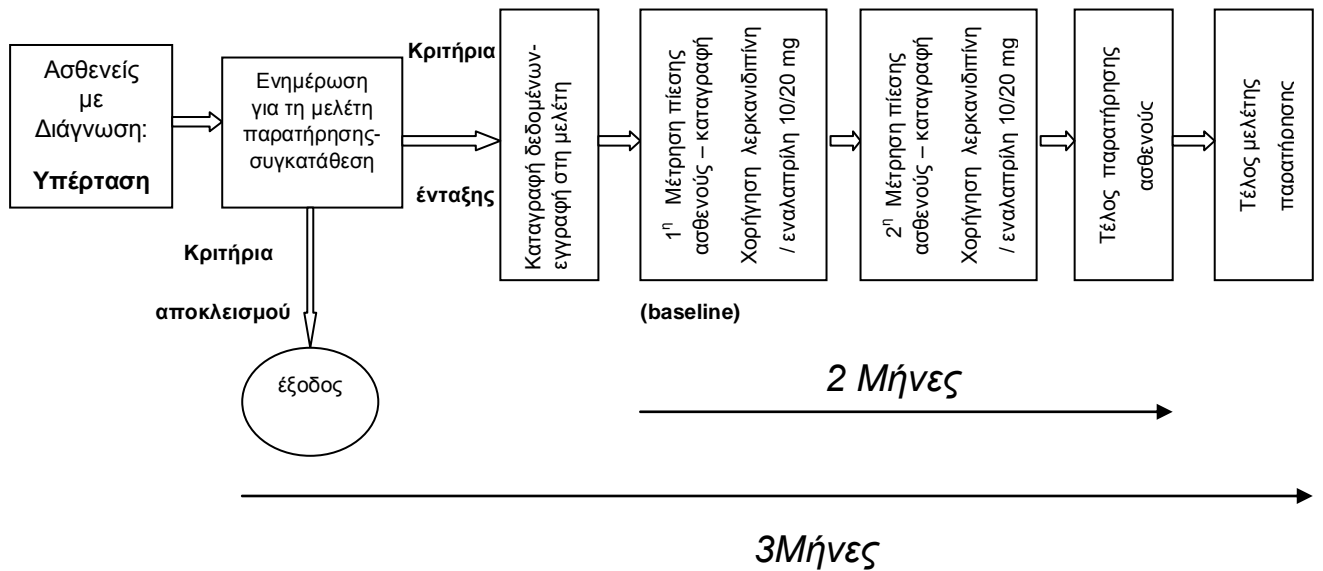 Ασθενείς
με
Διάγνωση:
Υπέρταση
Ενημέρωση
για τη μελέτη
παρατήρησης-
συγκατάθεση
Κριτήρια
ένταξης
Κριτήρια
αποκλεισμού
έξοδος
Καταγραφή δεδομένων-
εγγραφή στη μελέτη
1η Μέτρηση πίεσης
ασθενούς – καταγραφή
Χορήγηση λερκανιδιπίνη
/ εναλαπρίλη 10/20 mg
(baseline)
2η Μέτρηση πίεσης
ασθενούς – καταγραφή
Χορήγηση λερκανιδιπίνη
/ εναλαπρίλη 10/20 mg
Τέλος παρατήρησης
ασθενούς
Τέλος μελέτης
παρατήρησης
2 Μήνες
3Μήνες